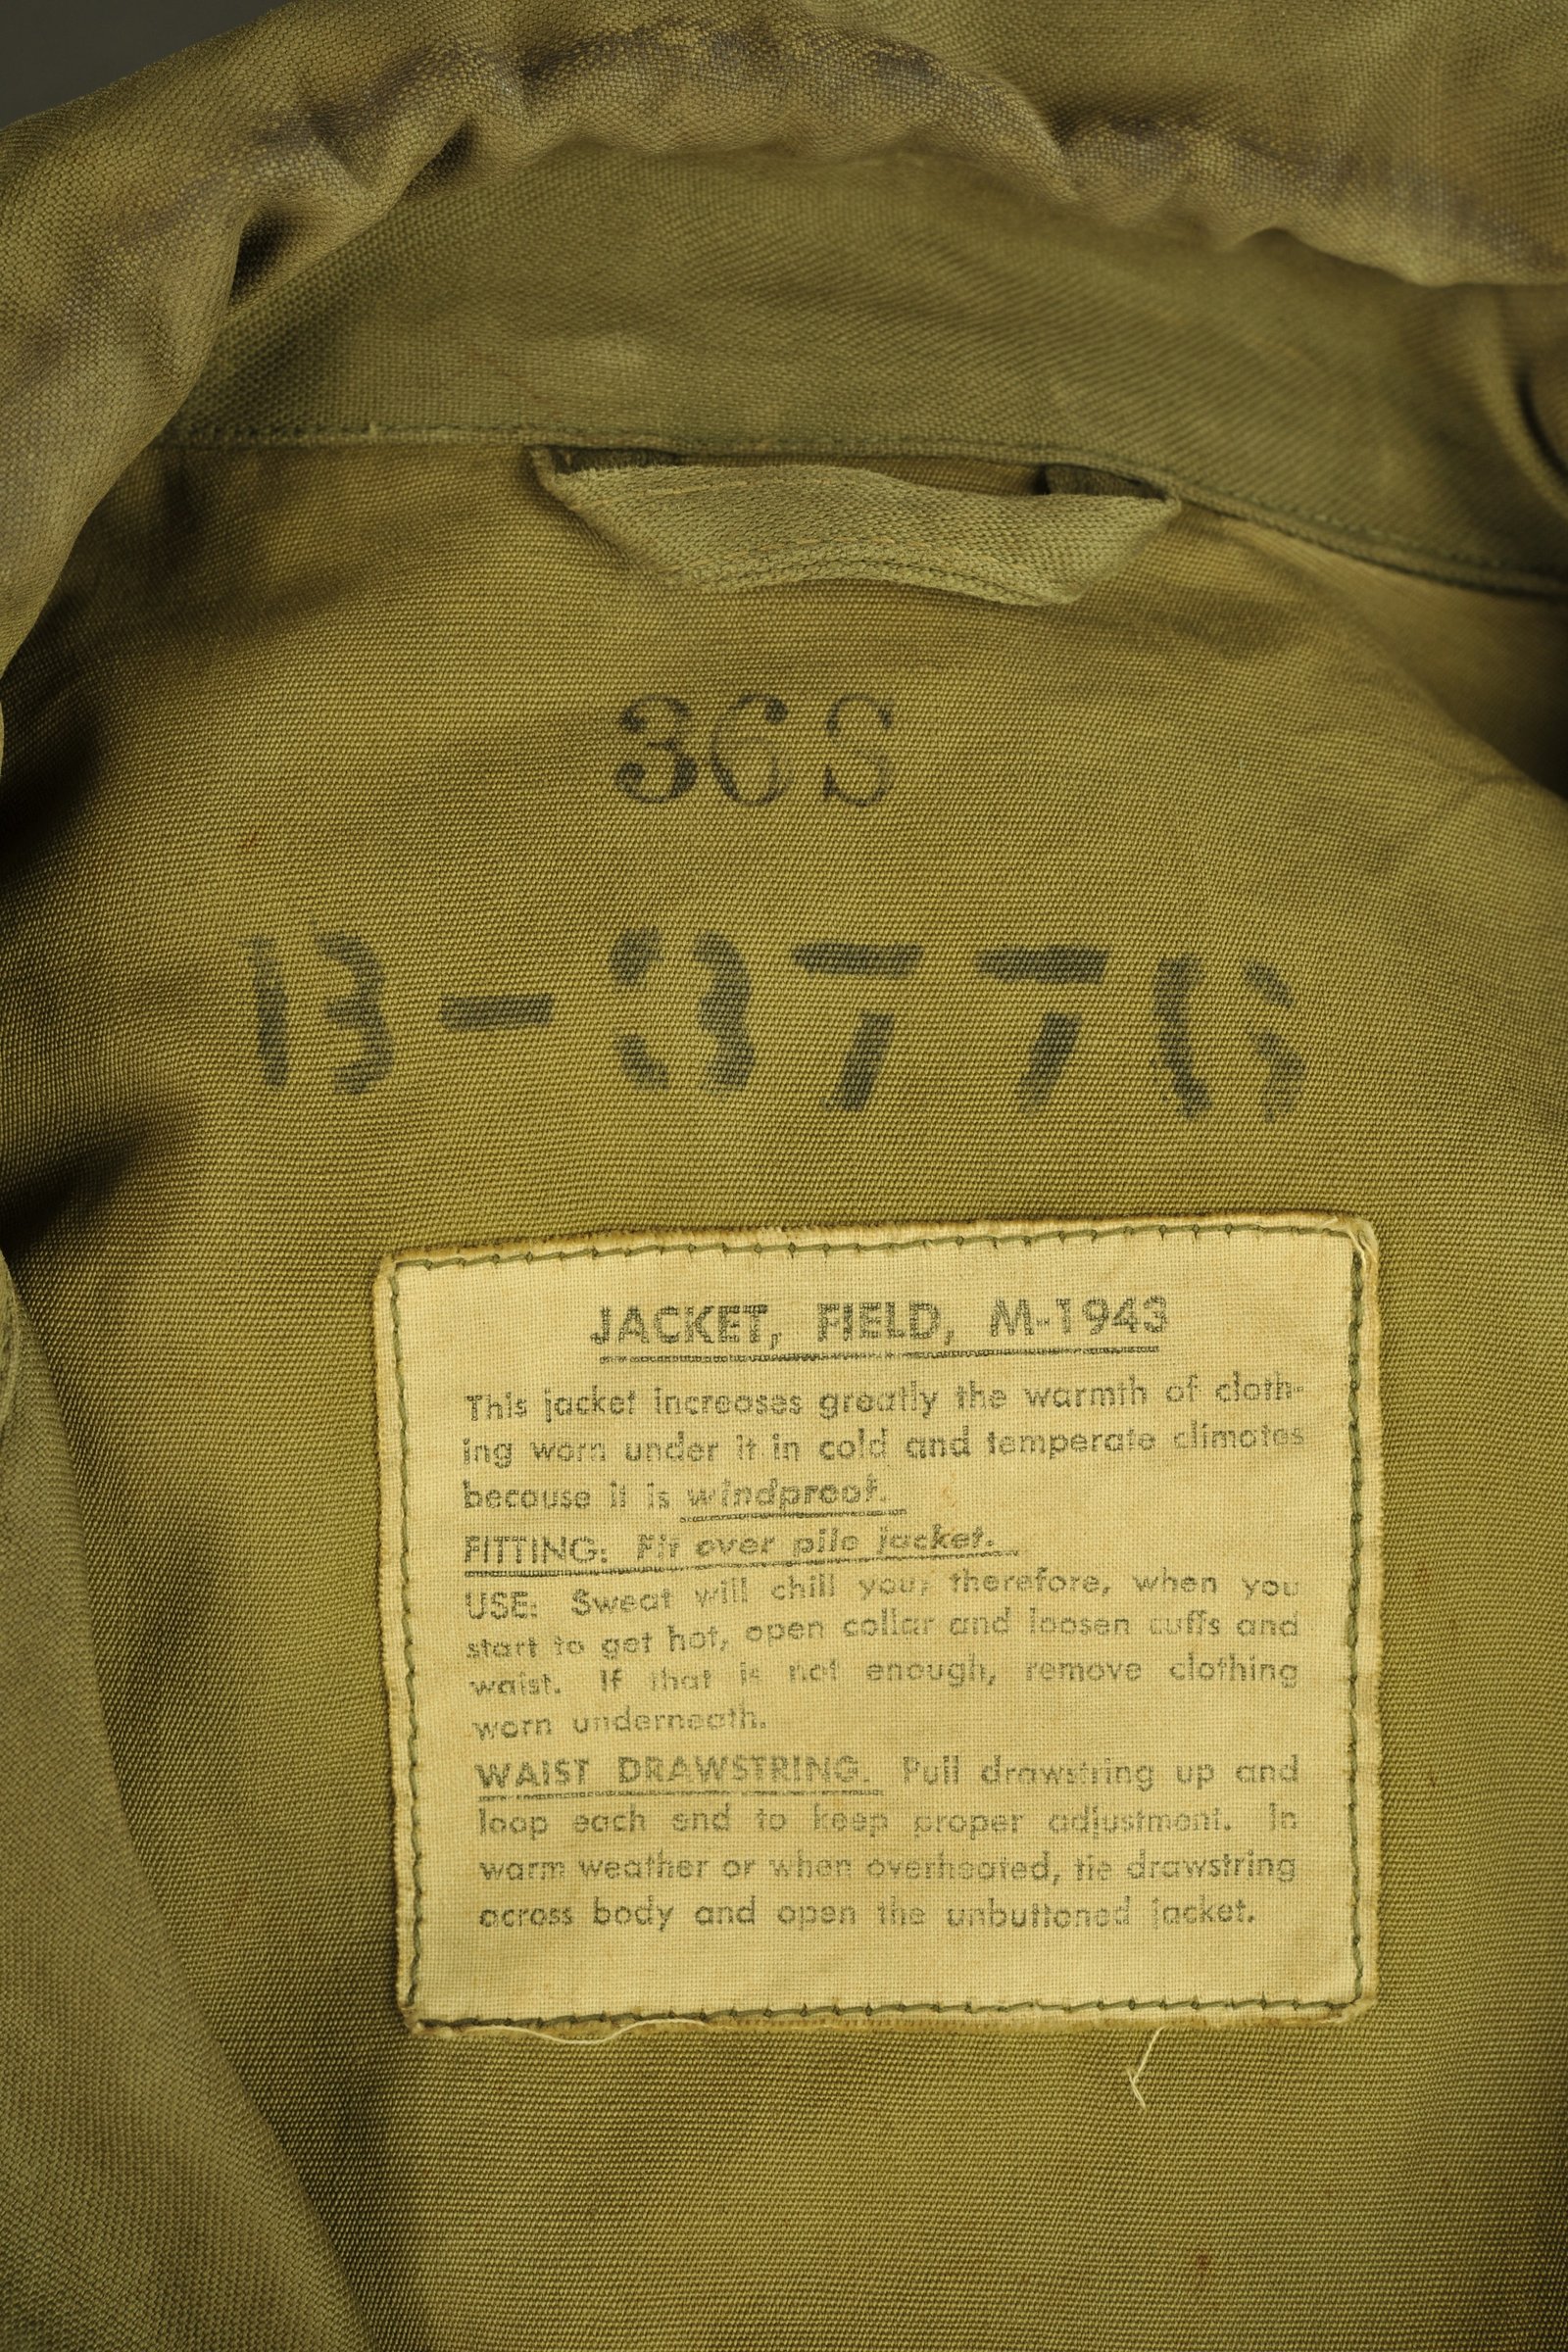 36S
B-3776
JACKET, FIELD, M-1943
This jacket increases greatly the warmth of cloth-
ing worn under it in cold and temperate climates
because it is windproof.
FITTING: Fit over pile jacket.
USE: Sweat will chill you; therefore, when you
start to get hot, open collar and loosen cuffs and
waist. If that is not enough, remove clothing
worn underneath.
WAIST DRAWSTRING. Pull drawstring up and
loop each end to keep proper adjustment. In
warm weather or when overheated, tie drawstring
across body and open the unbuttoned jacket.